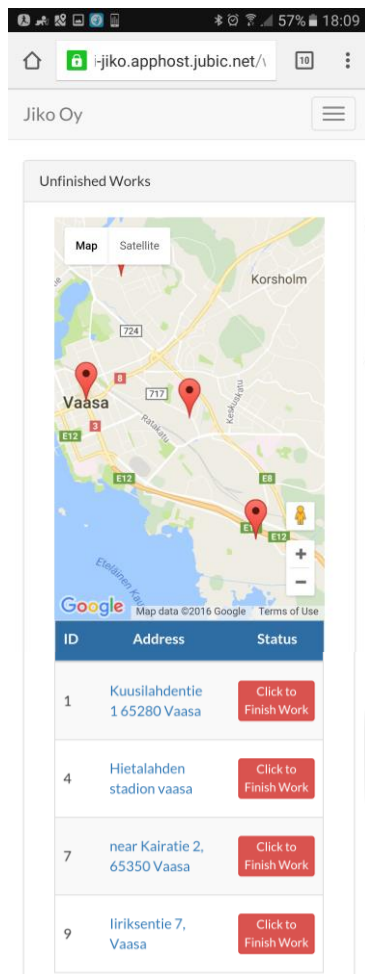 57% 18:09
i-jiko.apphost.jubic.net/v
10
Jiko Oy
Unfinished Works
Map Satellite
Korsholm
724
8
717
Vaasa
3
Ratakatu
Keskuskatu
E12
E12
E8
E12
Eteläinen Kau
+
−
Google Map data ©2016 Google Terms of Use
ID Address Status
1 Kuusilahdentie
1 65280 Vaasa
Click to
Finish Work
4 Hietalahden
stadion vaasa
Click to
Finish Work
7 near Kairatie 2,
65350 Vaasa
Click to
Finish Work
9 Iiriksentie 7,
Vaasa
Click to
Finish Work